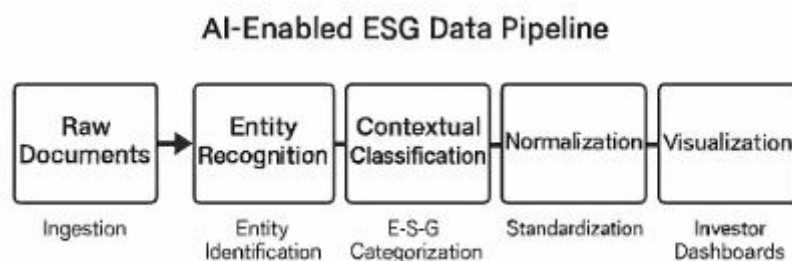 AI-Enabled ESG Data Pipeline
Raw
Documents
Entity
Recognition
Contextual
Classification
Normalization
Visualization
Ingestion
Entity
Identification
E-S-G
Categorization
Standardization
Investor
Dashboards